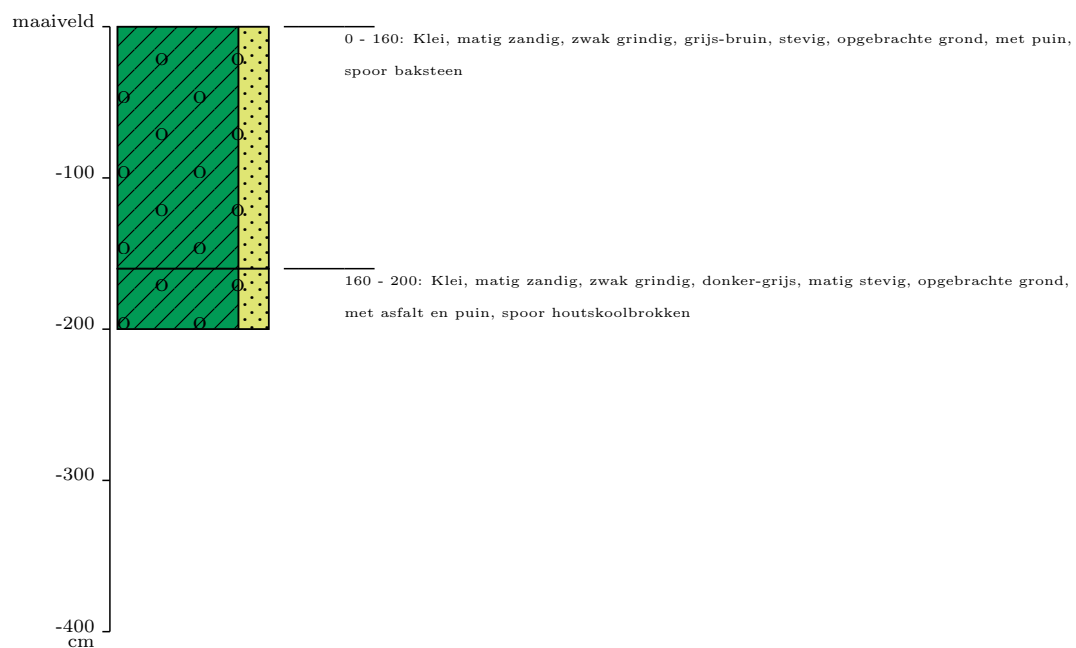 maaiveld
0 - 160: Klei, matig zandig, zwak grindig, grijs-bruin, stevig, opgebrachte grond, met puin,
spoor baksteen
-100
160 - 200: Klei, matig zandig, zwak grindig, donker-grijs, matig stevig, opgebrachte grond,
met asfalt en puin, spoor houtskoolbrokken
-200
-300
-400
cm